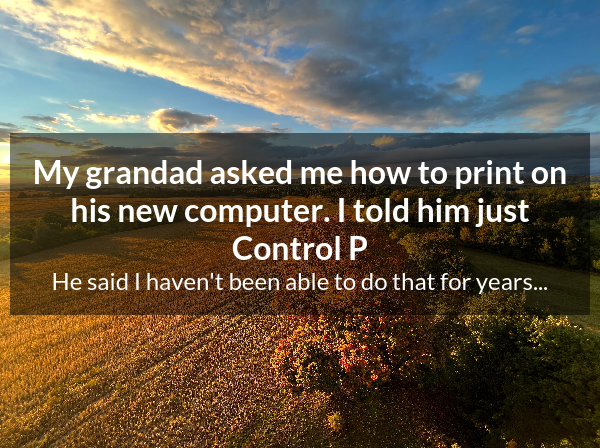 My grandad asked me how to print on
his new computer. I told him just
Control P
He said I haven't been able to do that for years...